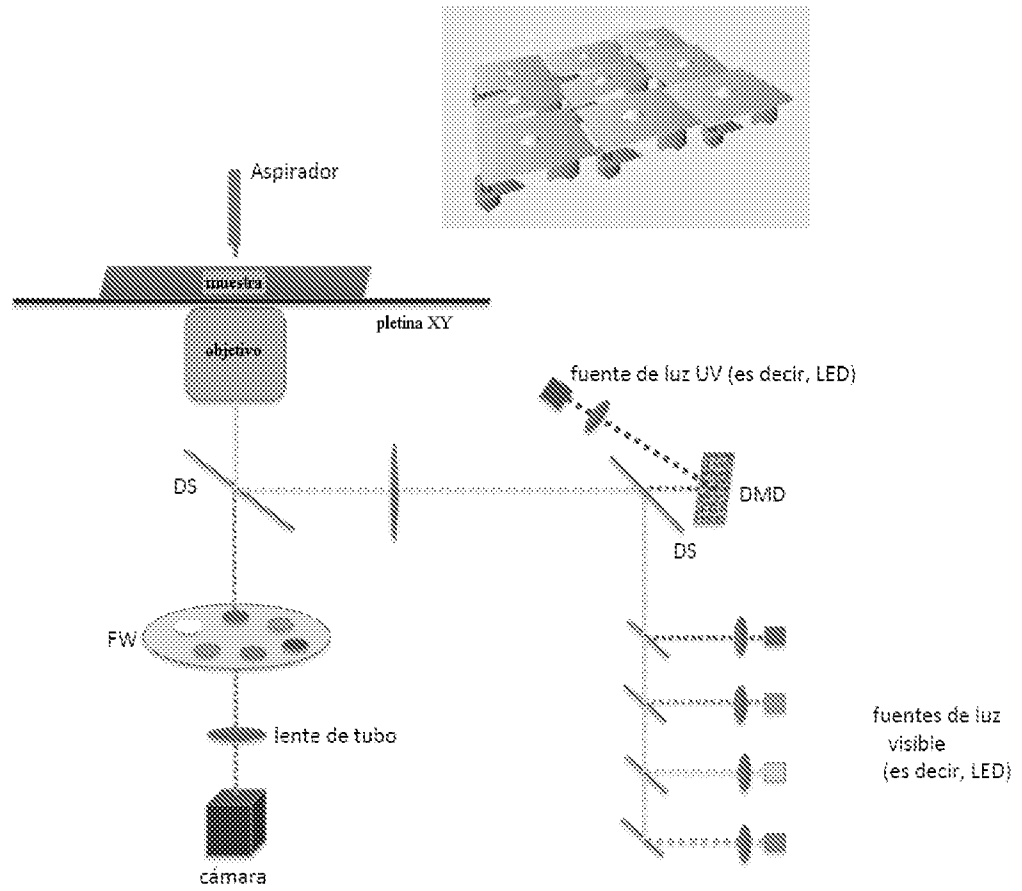 Aspirador
muestra
pletina XY
objetivo
fuente de luz UV (es decir, LED)
DS
DMD
DS
FW
lente de tubo
fuentes de luz
visible
(es decir, LED)
cámara